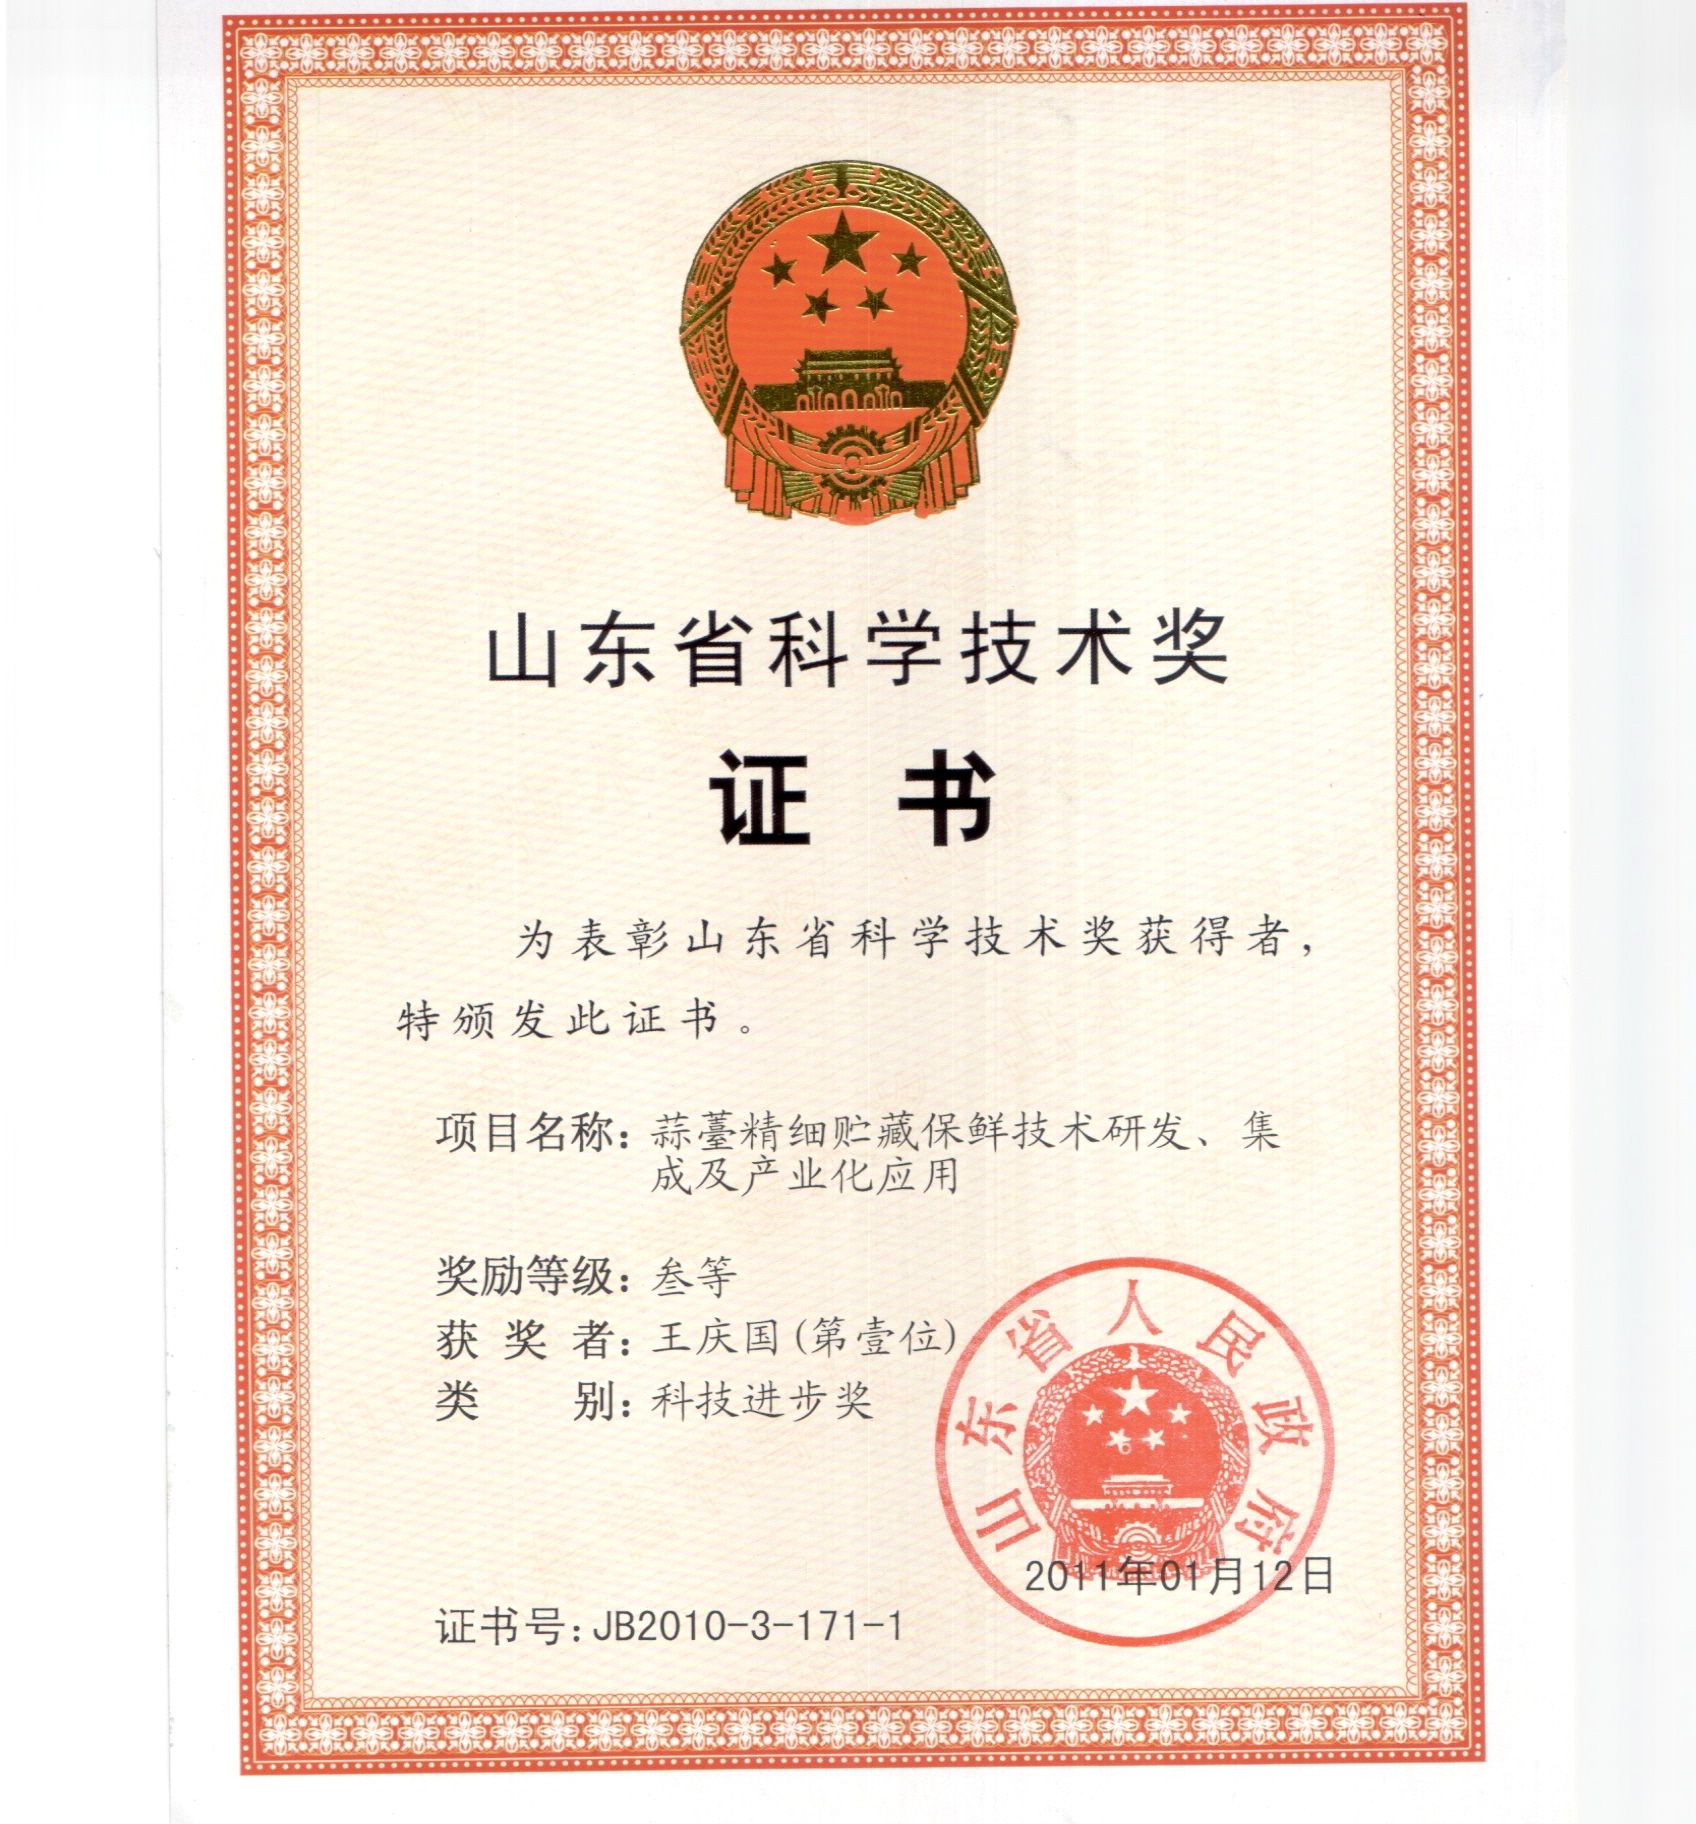 山东省科学技术奖
证 书
为表彰山东省科学技术奖获得者，
特颁发此证书。
项目名称：蒜薹精细贮藏保鲜技术研发、集
成及产业化应用
奖励等级：叁等
获 奖 者：王庆国(第壹位)
类 别：科技进步奖
山东省人民政府
2011年01月12日
证书号：JB2010-3-171-1